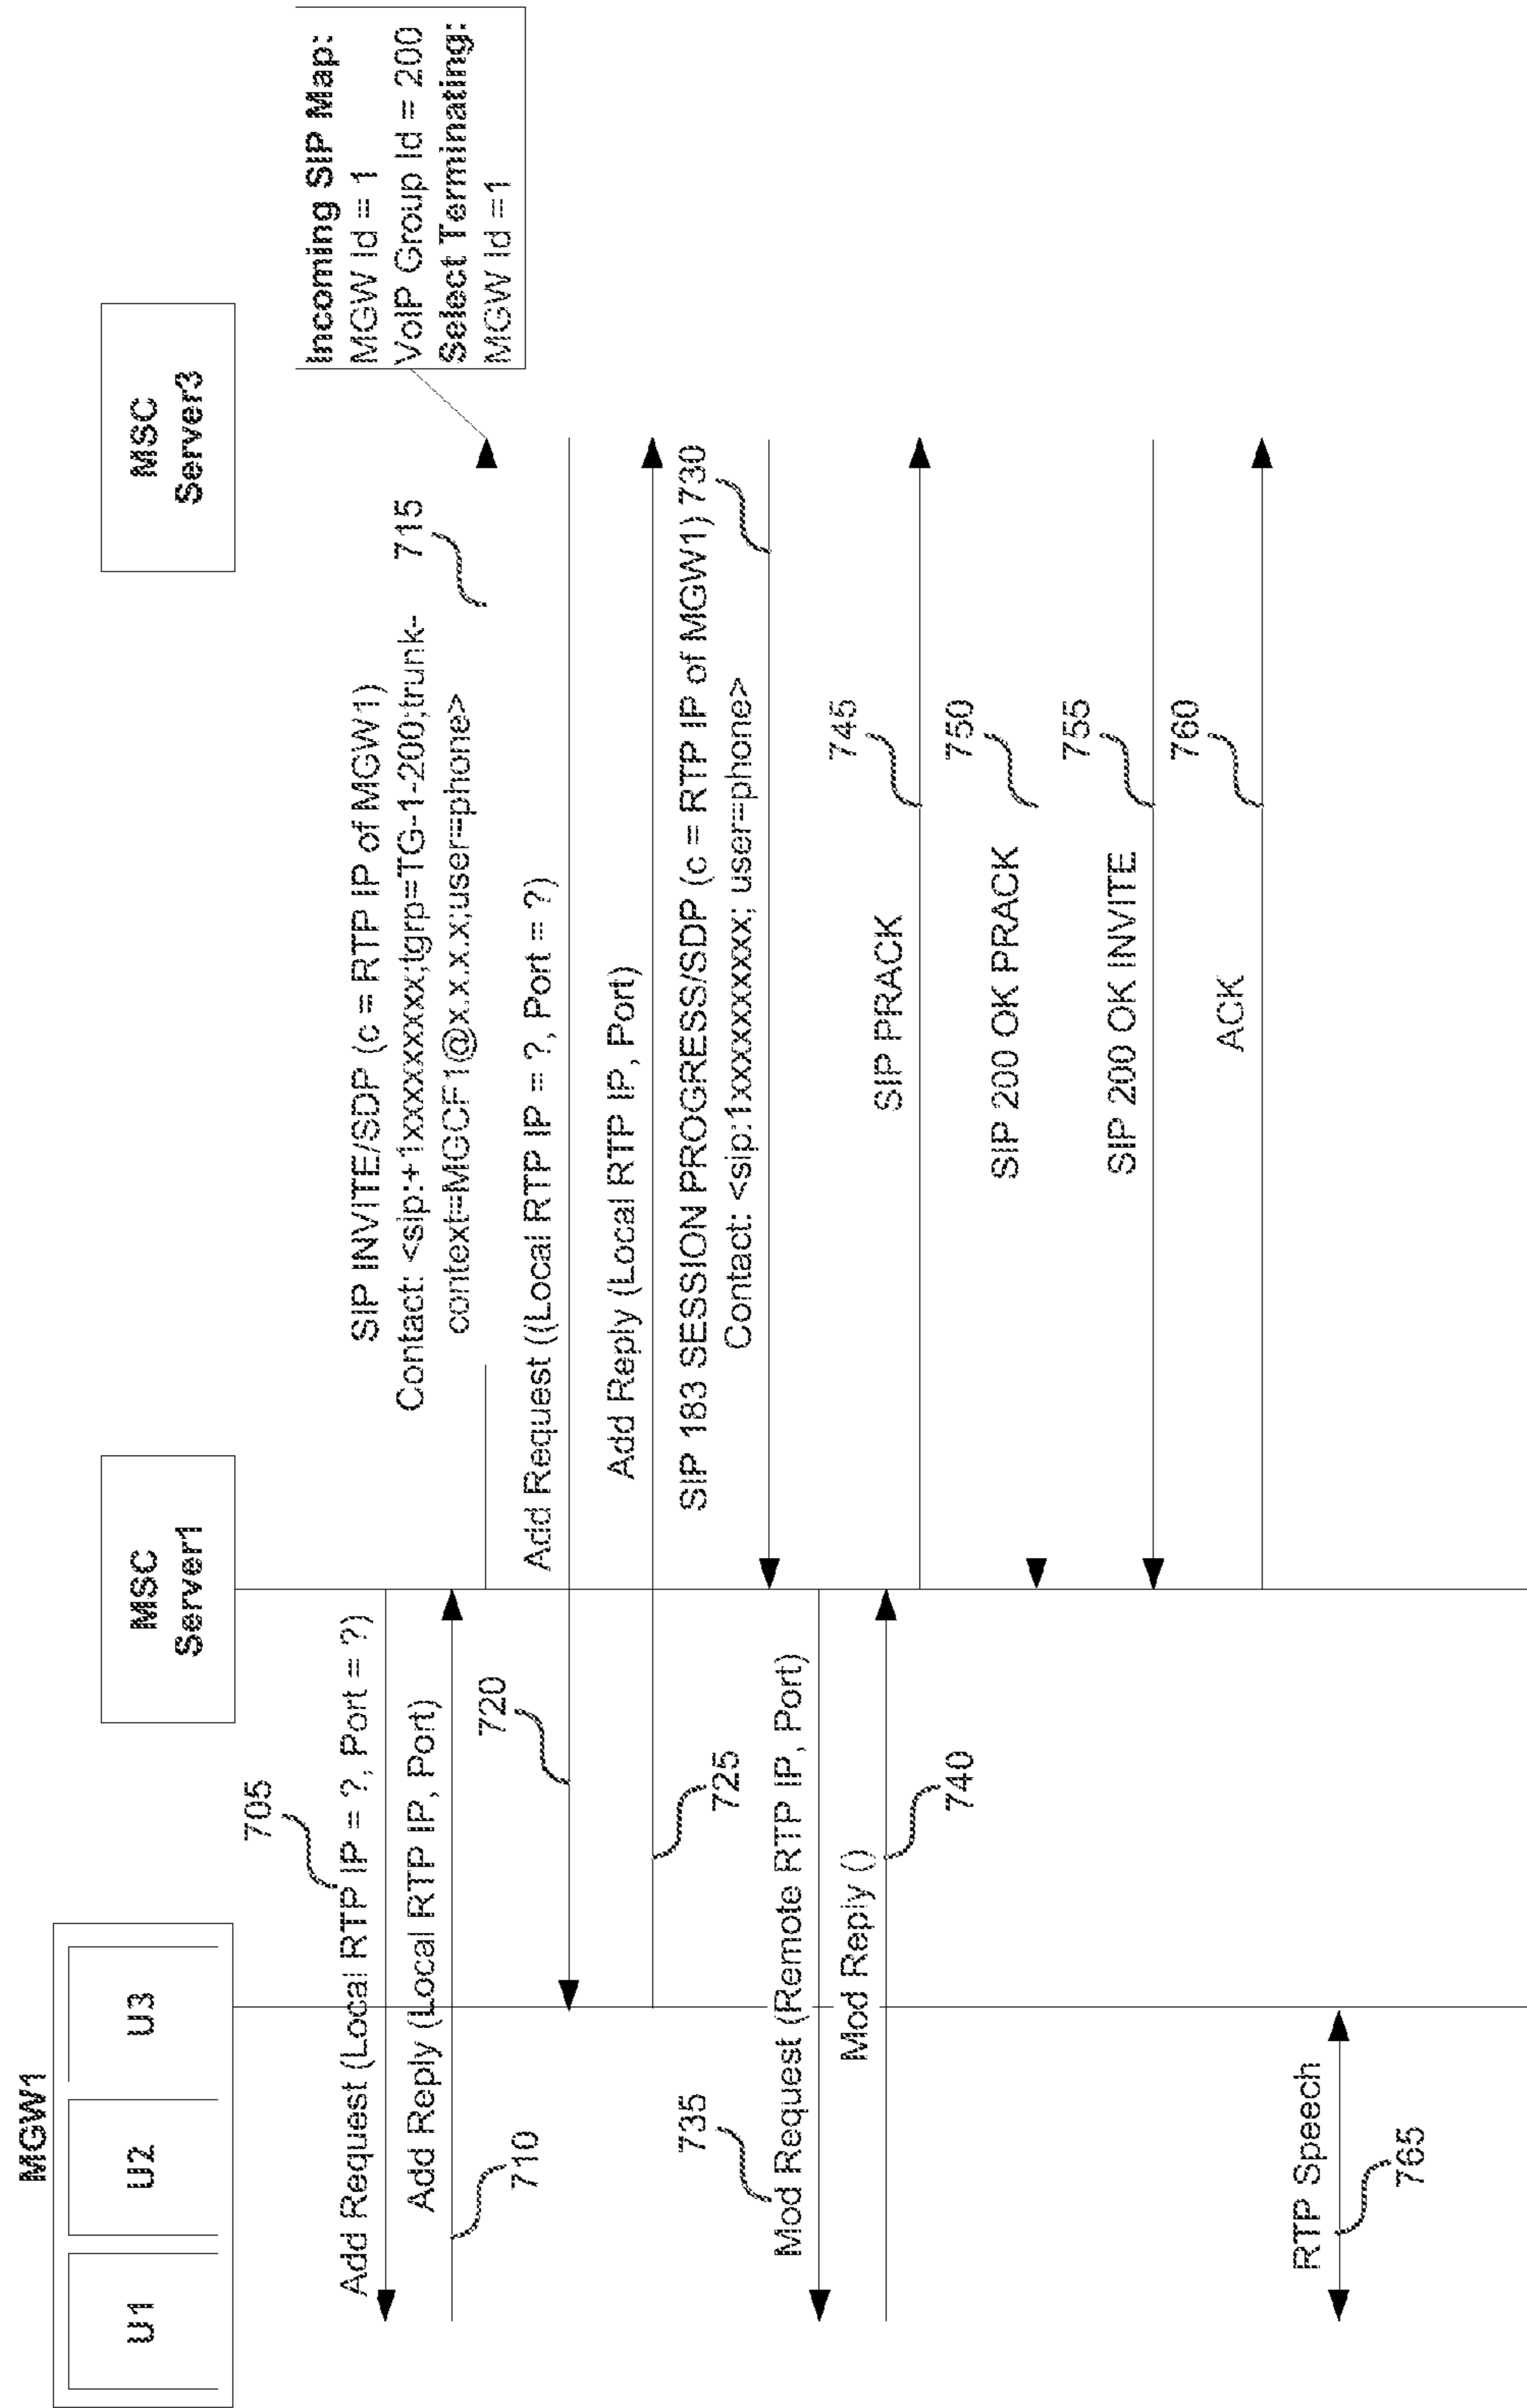 MGW1
U1
U2
U3
MSC
Server1
MSC
Server3
705
Add Request (Local RTP IP = ?, Port = ?)
Add Reply (Local RTP IP, Port)
710
SIP INVITE/SDP (c = RTP IP of MGW1)
Contact: <sip:+1xxxxxxxx;tgrp=TG-1-200;trunk-
context=MGCF1@x.x.x.x;user=phone>
715
Incoming SIP Map:
MGW Id = 1
VoIP Group Id = 200
Select Terminating:
MGW Id =1
Add Request ((Local RTP IP = ?, Port = ?)
720
Add Reply (Local RTP IP, Port)
725
SIP 183 SESSION PROGRESS/SDP (c = RTP IP of MGW1) 730
Contact: <sip:1xxxxxxxx; user=phone>
735
Mod Request (Remote RTP IP, Port)
Mod Reply ()
740
SIP PRACK
745
SIP 200 OK PRACK
750
SIP 200 OK INVITE
755
ACK
760
RTP Speech
765